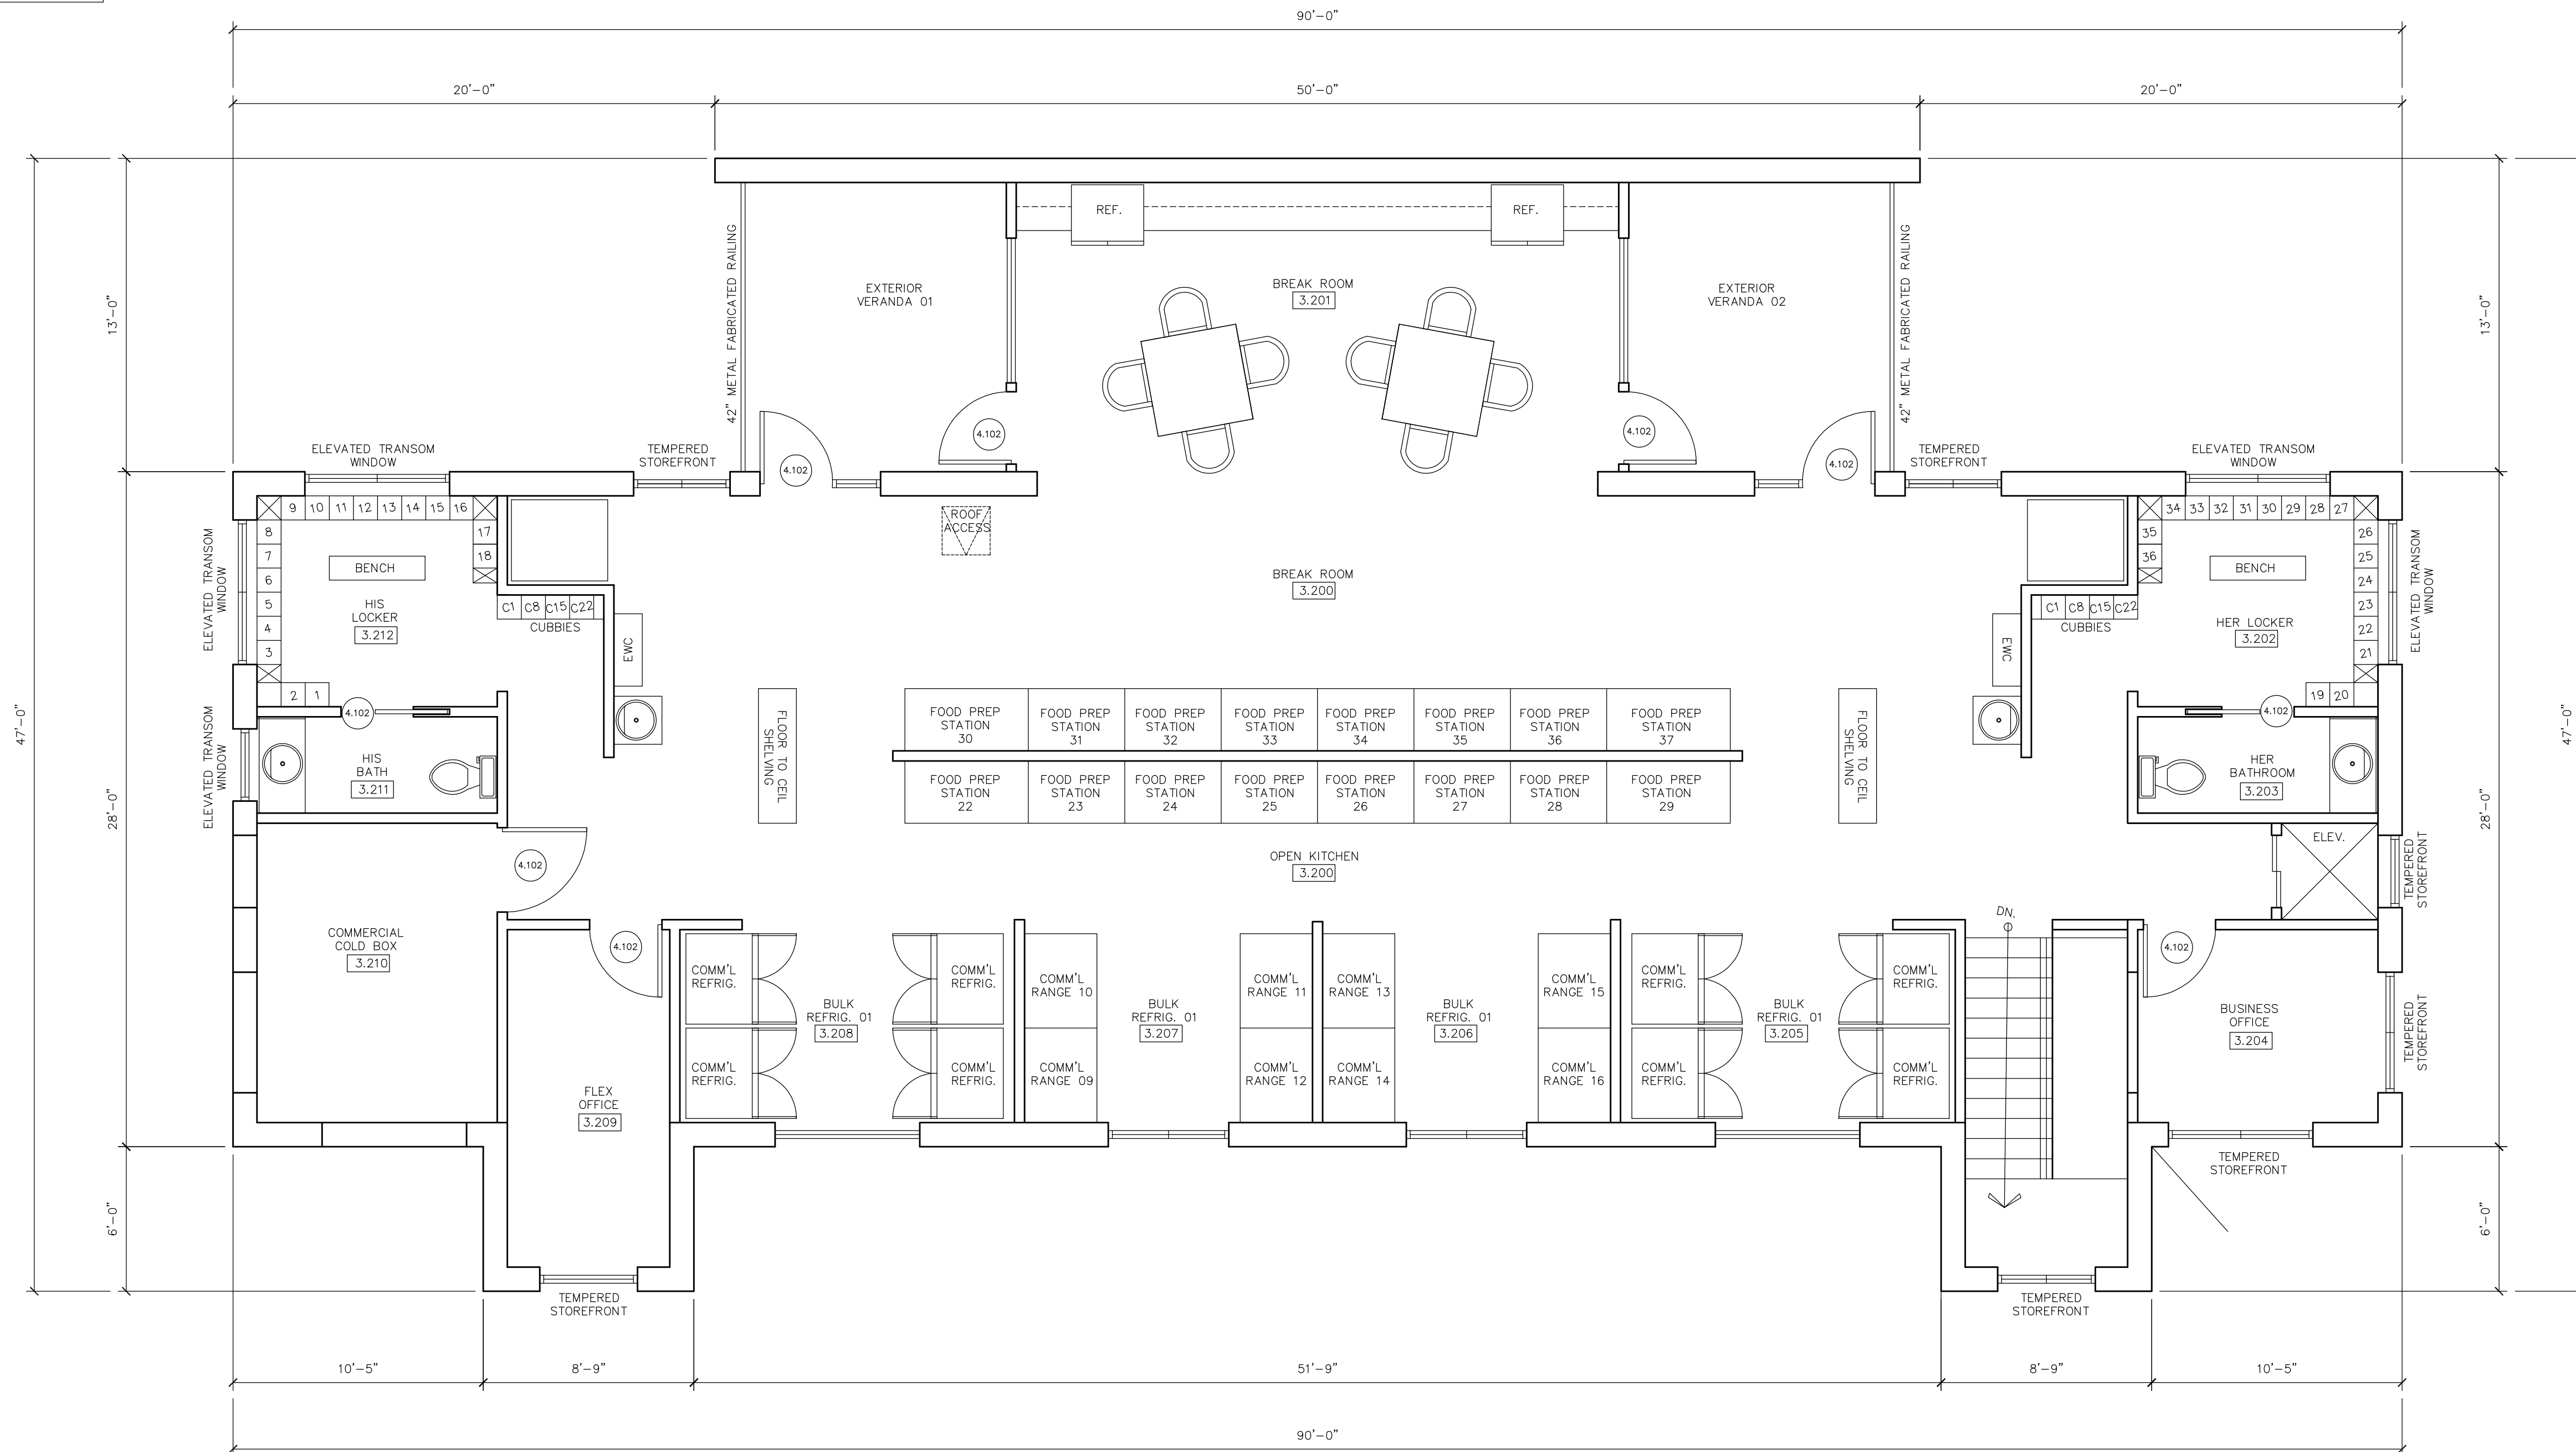 90'-0"
20'-0"
50'-0"
20'-0"
REF.
REF.
42" METAL FABRICATED RAILING
EXTERIOR
VERANDA 01
BREAK ROOM
3.201
EXTERIOR
VERANDA 02
42" METAL FABRICATED RAILING
13'-0"
13'-0"
4.102
4.102
4.102
4.102
ELEVATED TRANSOM
WINDOW
TEMPERED
STOREFRONT
TEMPERED
STOREFRONT
ELEVATED TRANSOM
WINDOW
9 10 11 12 13 14 15 16
8
7
6
5
4
3
2 1
17
18
BENCH
HIS
LOCKER
3.212
C1 C8 C15 C22
CUBBIES
EWC
ELEVATED TRANSOM
WINDOW
ROOF
ACCESS
BREAK ROOM
3.200
34 33 32 31 30 29 28 27
35
36
26
25
24
23
22
21
19 20
BENCH
HER LOCKER
3.202
C1 C8 C15 C22
CUBBIES
EWC
ELEVATED TRANSOM
WINDOW
47'-0"
28'-0"
28'-0"
47'-0"
ELEVATED TRANSOM
WINDOW
4.102
HIS
BATH
3.211
FLOOR TO CEIL
SHELVING
FOOD PREP
STATION
30
FOOD PREP
STATION
31
FOOD PREP
STATION
32
FOOD PREP
STATION
33
FOOD PREP
STATION
34
FOOD PREP
STATION
35
FOOD PREP
STATION
36
FOOD PREP
STATION
37
FOOD PREP
STATION
22
FOOD PREP
STATION
23
FOOD PREP
STATION
24
FOOD PREP
STATION
25
FOOD PREP
STATION
26
FOOD PREP
STATION
27
FOOD PREP
STATION
28
FOOD PREP
STATION
29
FLOOR TO CEIL
SHELVING
4.102
HER
BATHROOM
3.203
ELEV.
TEMPERED
STOREFRONT
OPEN KITCHEN
3.200
4.102
COMMERCIAL
COLD BOX
3.210
4.102
FLEX
OFFICE
3.209
COMM'L
REFRIG.
COMM'L
REFRIG.
BULK
REFRIG. 01
3.208
COMM'L
REFRIG.
COMM'L
REFRIG.
COMM'L
RANGE 10
COMM'L
RANGE 09
BULK
REFRIG. 01
3.207
COMM'L
RANGE 11
COMM'L
RANGE 12
COMM'L
RANGE 13
COMM'L
RANGE 14
BULK
REFRIG. 01
3.206
COMM'L
RANGE 15
COMM'L
RANGE 16
COMM'L
REFRIG.
COMM'L
REFRIG.
BULK
REFRIG. 01
3.205
COMM'L
REFRIG.
COMM'L
REFRIG.
DN.
4.102
BUSINESS
OFFICE
3.204
TEMPERED
STOREFRONT
TEMPERED
STOREFRONT
6'-0"
6'-0"
TEMPERED
STOREFRONT
TEMPERED
STOREFRONT
10'-5"
8'-9"
51'-9"
8'-9"
10'-5"
90'-0"